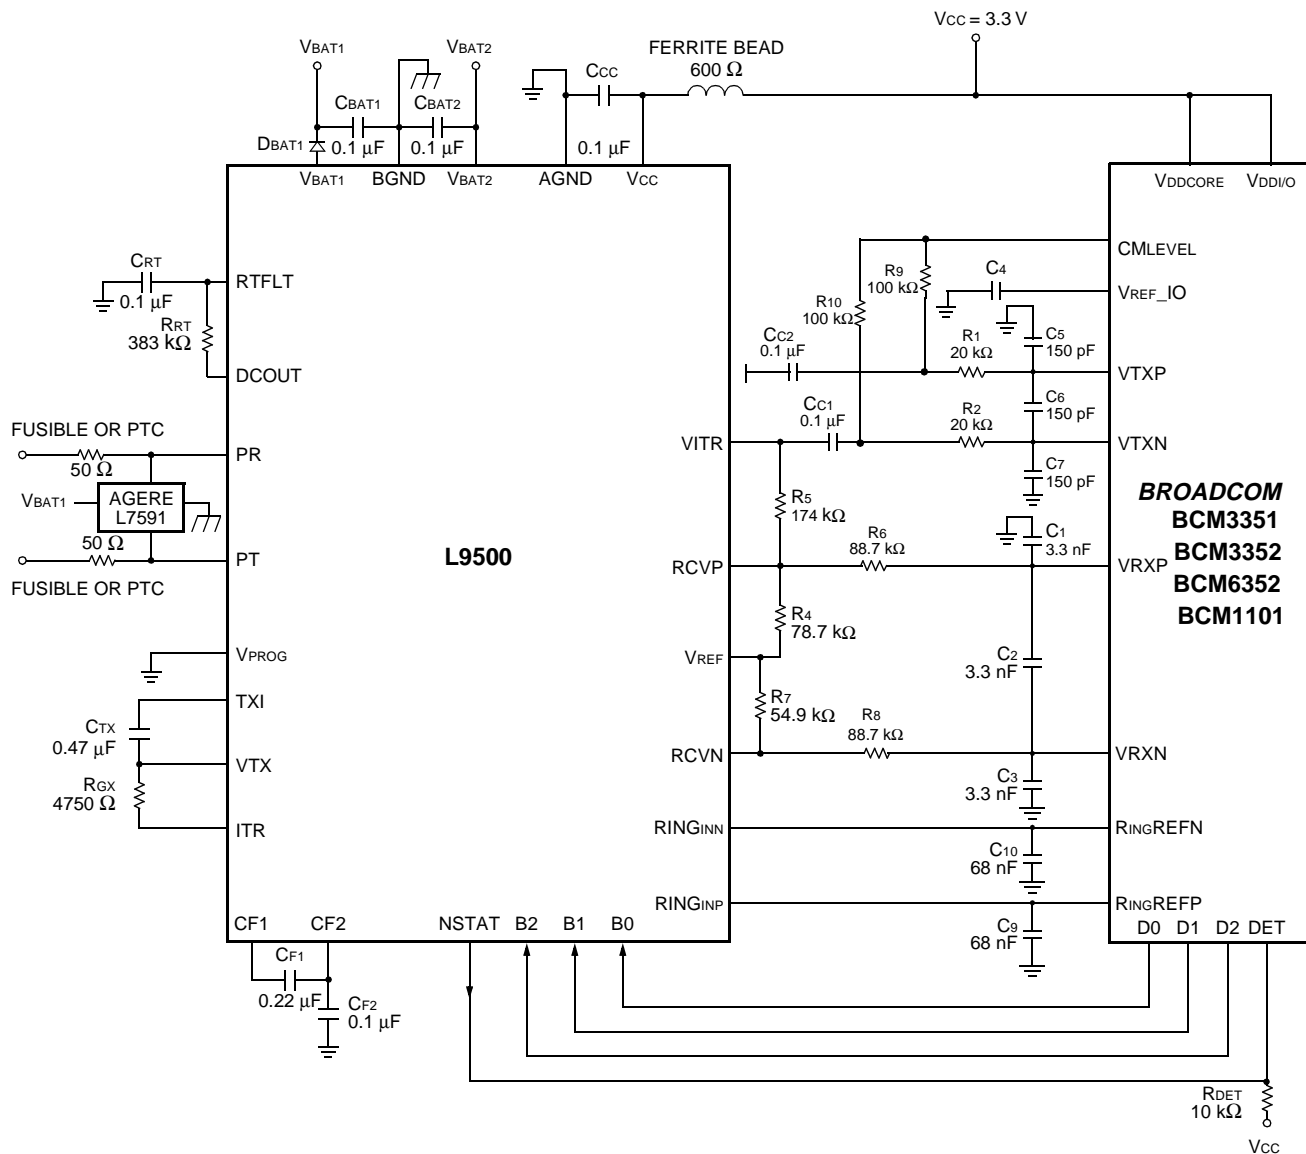 VCC = 3.3 V
VBAT1
VBAT2
FERRITE BEAD
600 Ω
CCC
0.1 µF
CBAT1
0.1 µF
CBAT2
0.1 µF
DBAT1
VBAT1
BGND
VBAT2
AGND
VCC
VDDCORE
VDDI/O
CRT
0.1 µF
RTFLT
RRT
383 kΩ
DCOUT
FUSIBLE OR PTC
50 Ω
PR
VBAT1
AGERE
L7591
50 Ω
PT
FUSIBLE OR PTC
VPROG
TXI
CTX
0.47 µF
VTX
RGX
4750 Ω
ITR
L9500
CF1
CF2
NSTAT
B2
B1
B0
CF1
0.22 µF
CF2
0.1 µF
VITR
RCVP
VREF
RCVN
RINGINN
RINGINP
R9
100 kΩ
R10
100 kΩ
C4
CC2
0.1 µF
R1
20 kΩ
C5
150 pF
CC1
0.1 µF
R2
20 kΩ
C6
150 pF
C7
150 pF
R5
174 kΩ
R6
88.7 kΩ
C1
3.3 nF
R4
78.7 kΩ
C2
3.3 nF
R7
54.9 kΩ
R8
88.7 kΩ
C3
3.3 nF
C10
68 nF
C9
68 nF
CMLEVEL
VREF_IO
VTXP
VTXN
BROADCOM
BCM3351
BCM3352
BCM6352
BCM1101
VRXP
VRXN
RINGREFN
RINGREFP
D0
D1
D2
DET
RDET
10 kΩ
VCC